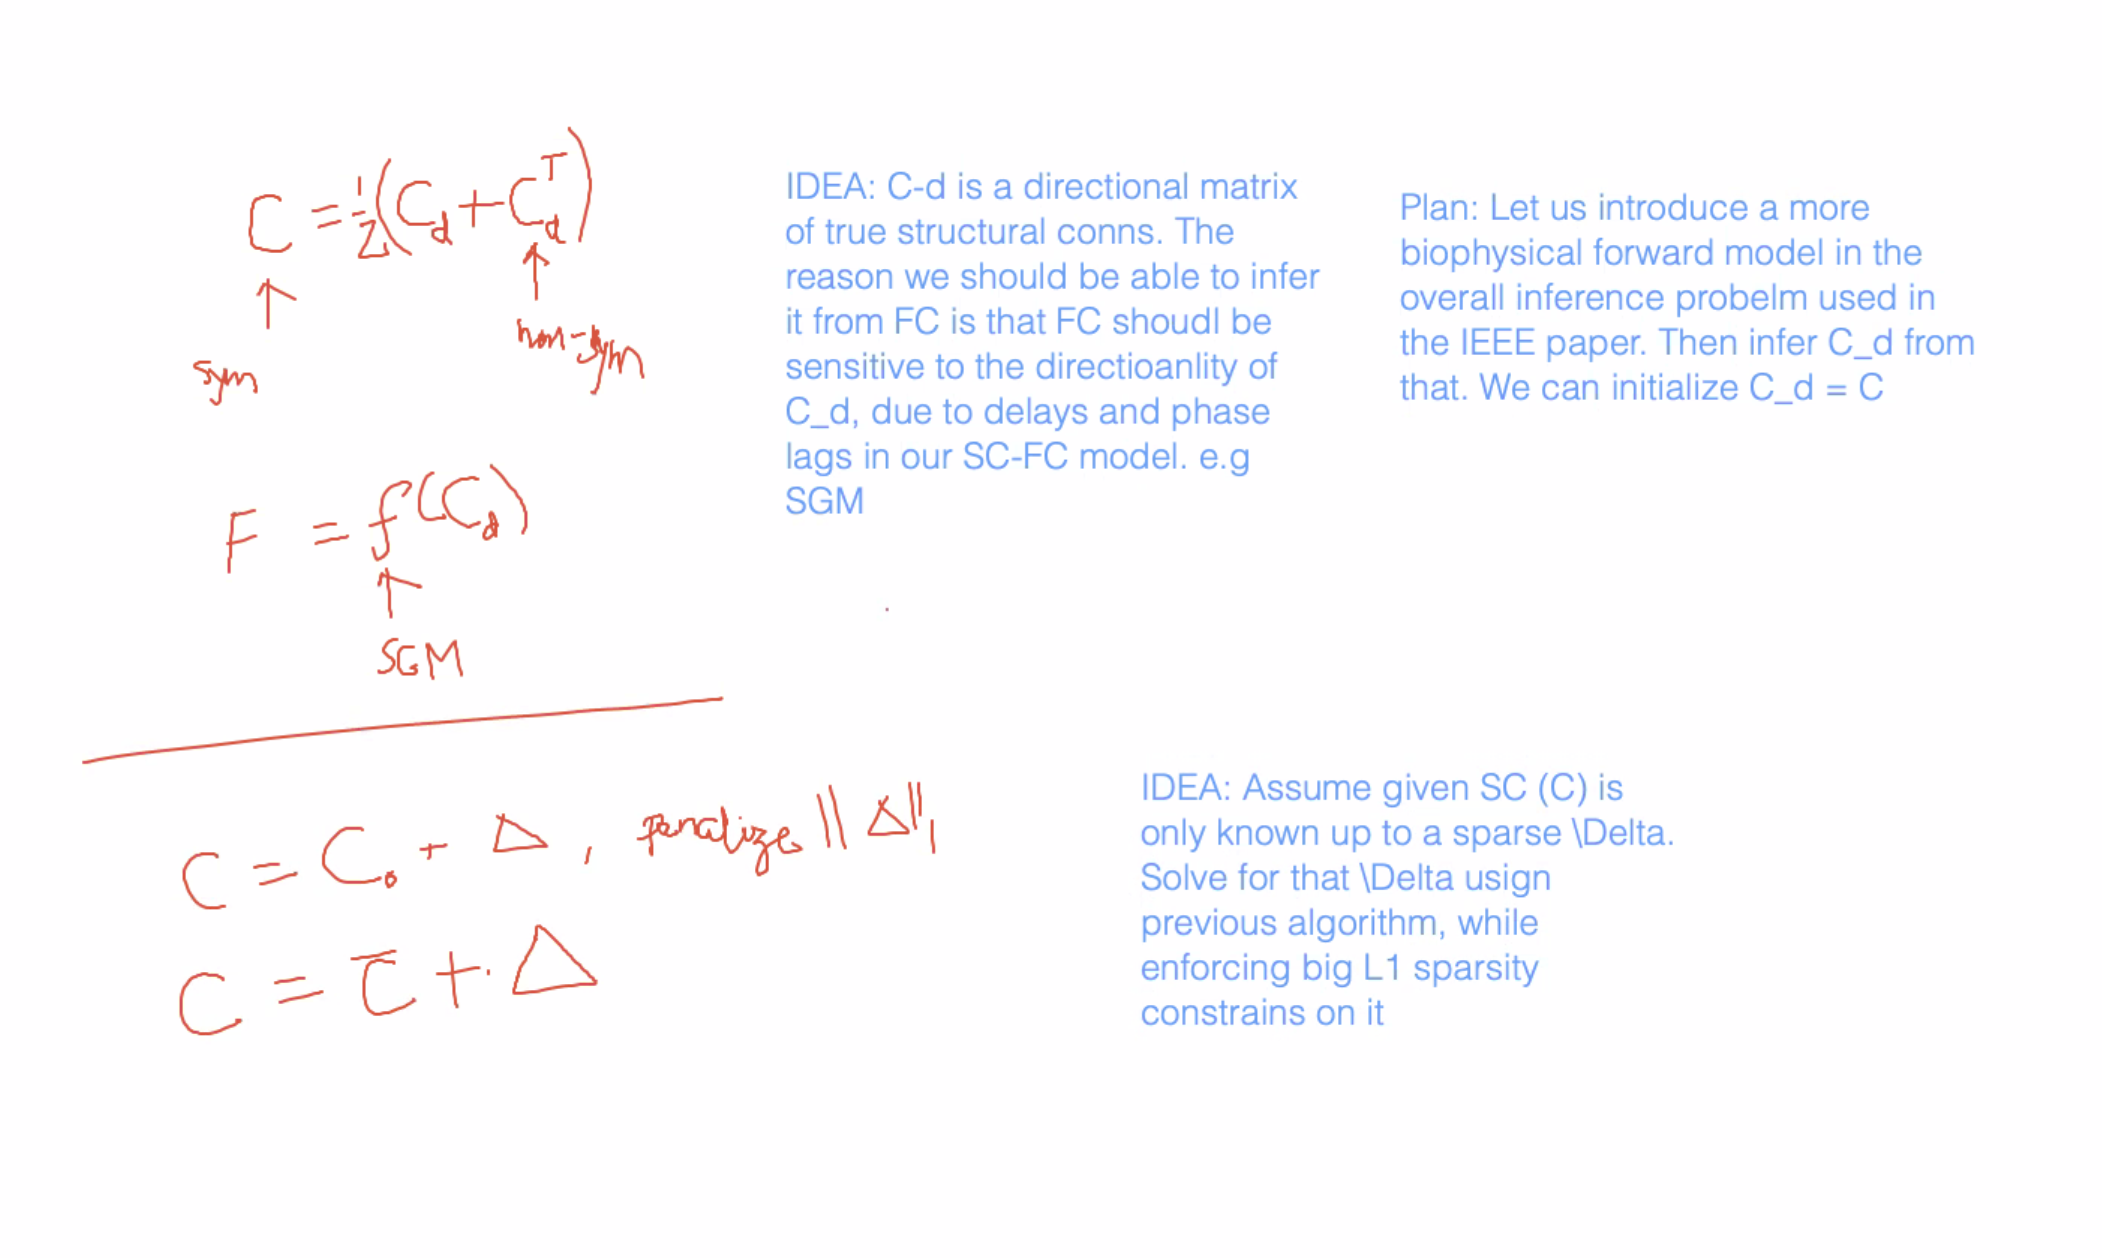 C = 1/2 (C_d + C_d^T)
sym
non-sym
IDEA: C-d is a directional matrix
of true structural conns. The
reason we should be able to infer
it from FC is that FC shoudl be
sensitive to the directioanlity of
C_d, due to delays and phase
lags in our SC-FC model. e.g
SGM
Plan: Let us introduce a more
biophysical forward model in the
overall inference probelm used in
the IEEE paper. Then infer C_d from
that. We can initialize C_d = C
F = f(C_d)
SGM
C = C_0 + Δ, penalize ||Δ||_1
C = C̄ + Δ
IDEA: Assume given SC (C) is
only known up to a sparse \Delta.
Solve for that \Delta usign
previous algorithm, while
enforcing big L1 sparsity
constrains on it